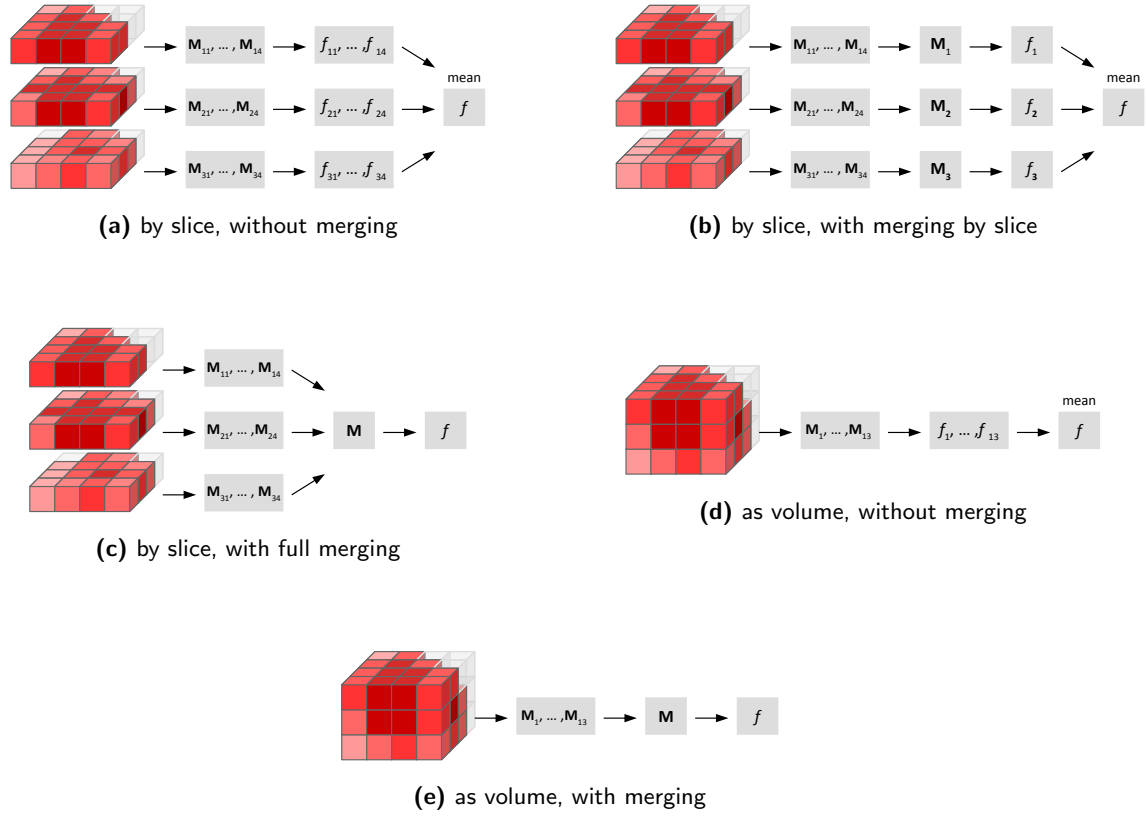 M11, … , M14 f11, … ,f14
mean
M21, … ,M24 f21, … ,f24 f
M31, … , M34 f31, … ,f34
(a) by slice, without merging
M11, … , M14 M1 f1
mean
M21, … ,M24 M2 f2 f
M31, … , M34 M3 f3
(b) by slice, with merging by slice
M11, … , M14
M21, … ,M24 M f
M31, … , M34
(c) by slice, with full merging
mean
M1, … ,M13 f1, … ,f13 f
(d) as volume, without merging
M1, … ,M13 M f
(e) as volume, with merging